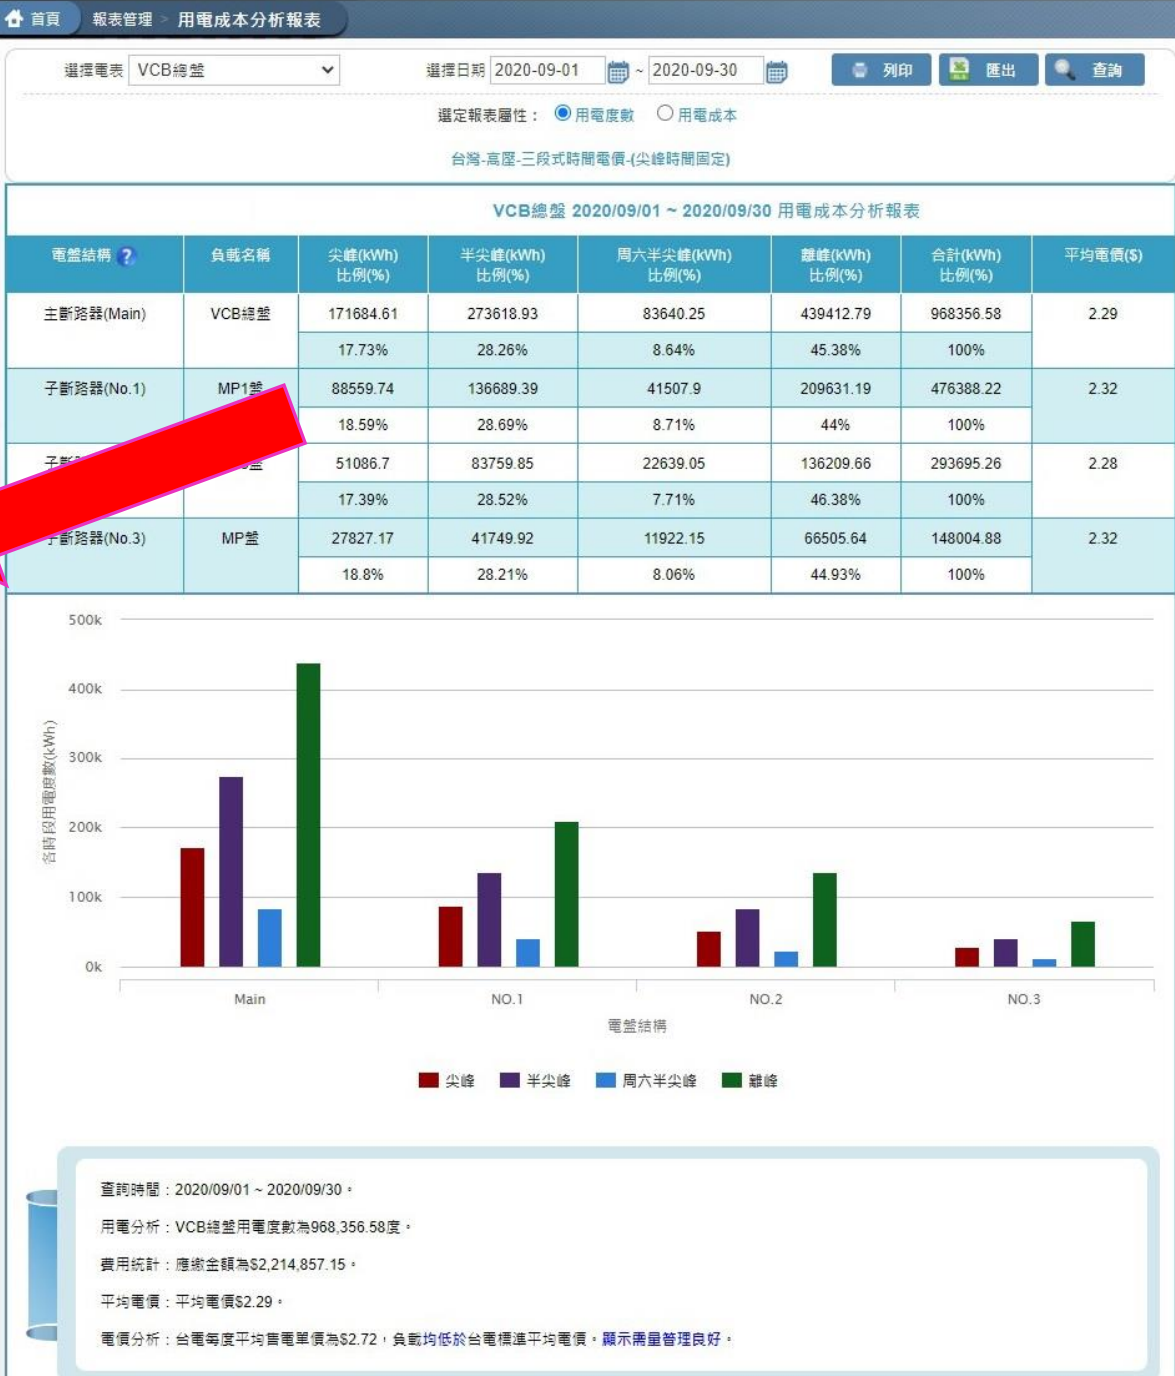 首頁 報表管理 > 用電成本分析報表
選擇電表 VCB總盤 選擇日期 2020-09-01 ~ 2020-09-30 列印 匯出 查詢
選定報表屬性： 用電度數 用電成本
台灣-高壓-三段式時間電價-(尖峰時間固定)
VCB總盤 2020/09/01 ~ 2020/09/30 用電成本分析報表
電盤結構 ? 負載名稱 尖峰(kWh) 半尖峰(kWh) 周六半尖峰(kWh) 離峰(kWh) 合計(kWh) 平均電價($)
比例(%) 比例(%) 比例(%) 比例(%) 比例(%)
主斷路器(Main) VCB總盤 171684.61 273618.93 83640.25 439412.79 968356.58 2.29
17.73% 28.26% 8.64% 45.38% 100%
子斷路器(No.1) MP1盤 88559.74 136689.39 41507.9 209631.19 476388.22 2.32
18.59% 28.69% 8.71% 44% 100%
子斷 盤 51086.7 83759.85 22639.05 136209.66 293695.26 2.28
17.39% 28.52% 7.71% 46.38% 100%
子斷路器(No.3) MP盤 27827.17 41749.92 11922.15 66505.64 148004.88 2.32
18.8% 28.21% 8.06% 44.93% 100%
各時段用電度數(kWh)
500k
400k
300k
200k
100k
0k
Main NO.1 NO.2 NO.3
電盤結構
尖峰 半尖峰 周六半尖峰 離峰
查詢時間：2020/09/01 ~ 2020/09/30。
用電分析：VCB總盤用電度數為968,356.58度。
費用統計：應繳金額為$2,214,857.15。
平均電價：平均電價$2.29。
電價分析：台電每度平均售電單價為$2.72，負載均低於台電標準平均電價。顯示需量管理良好。